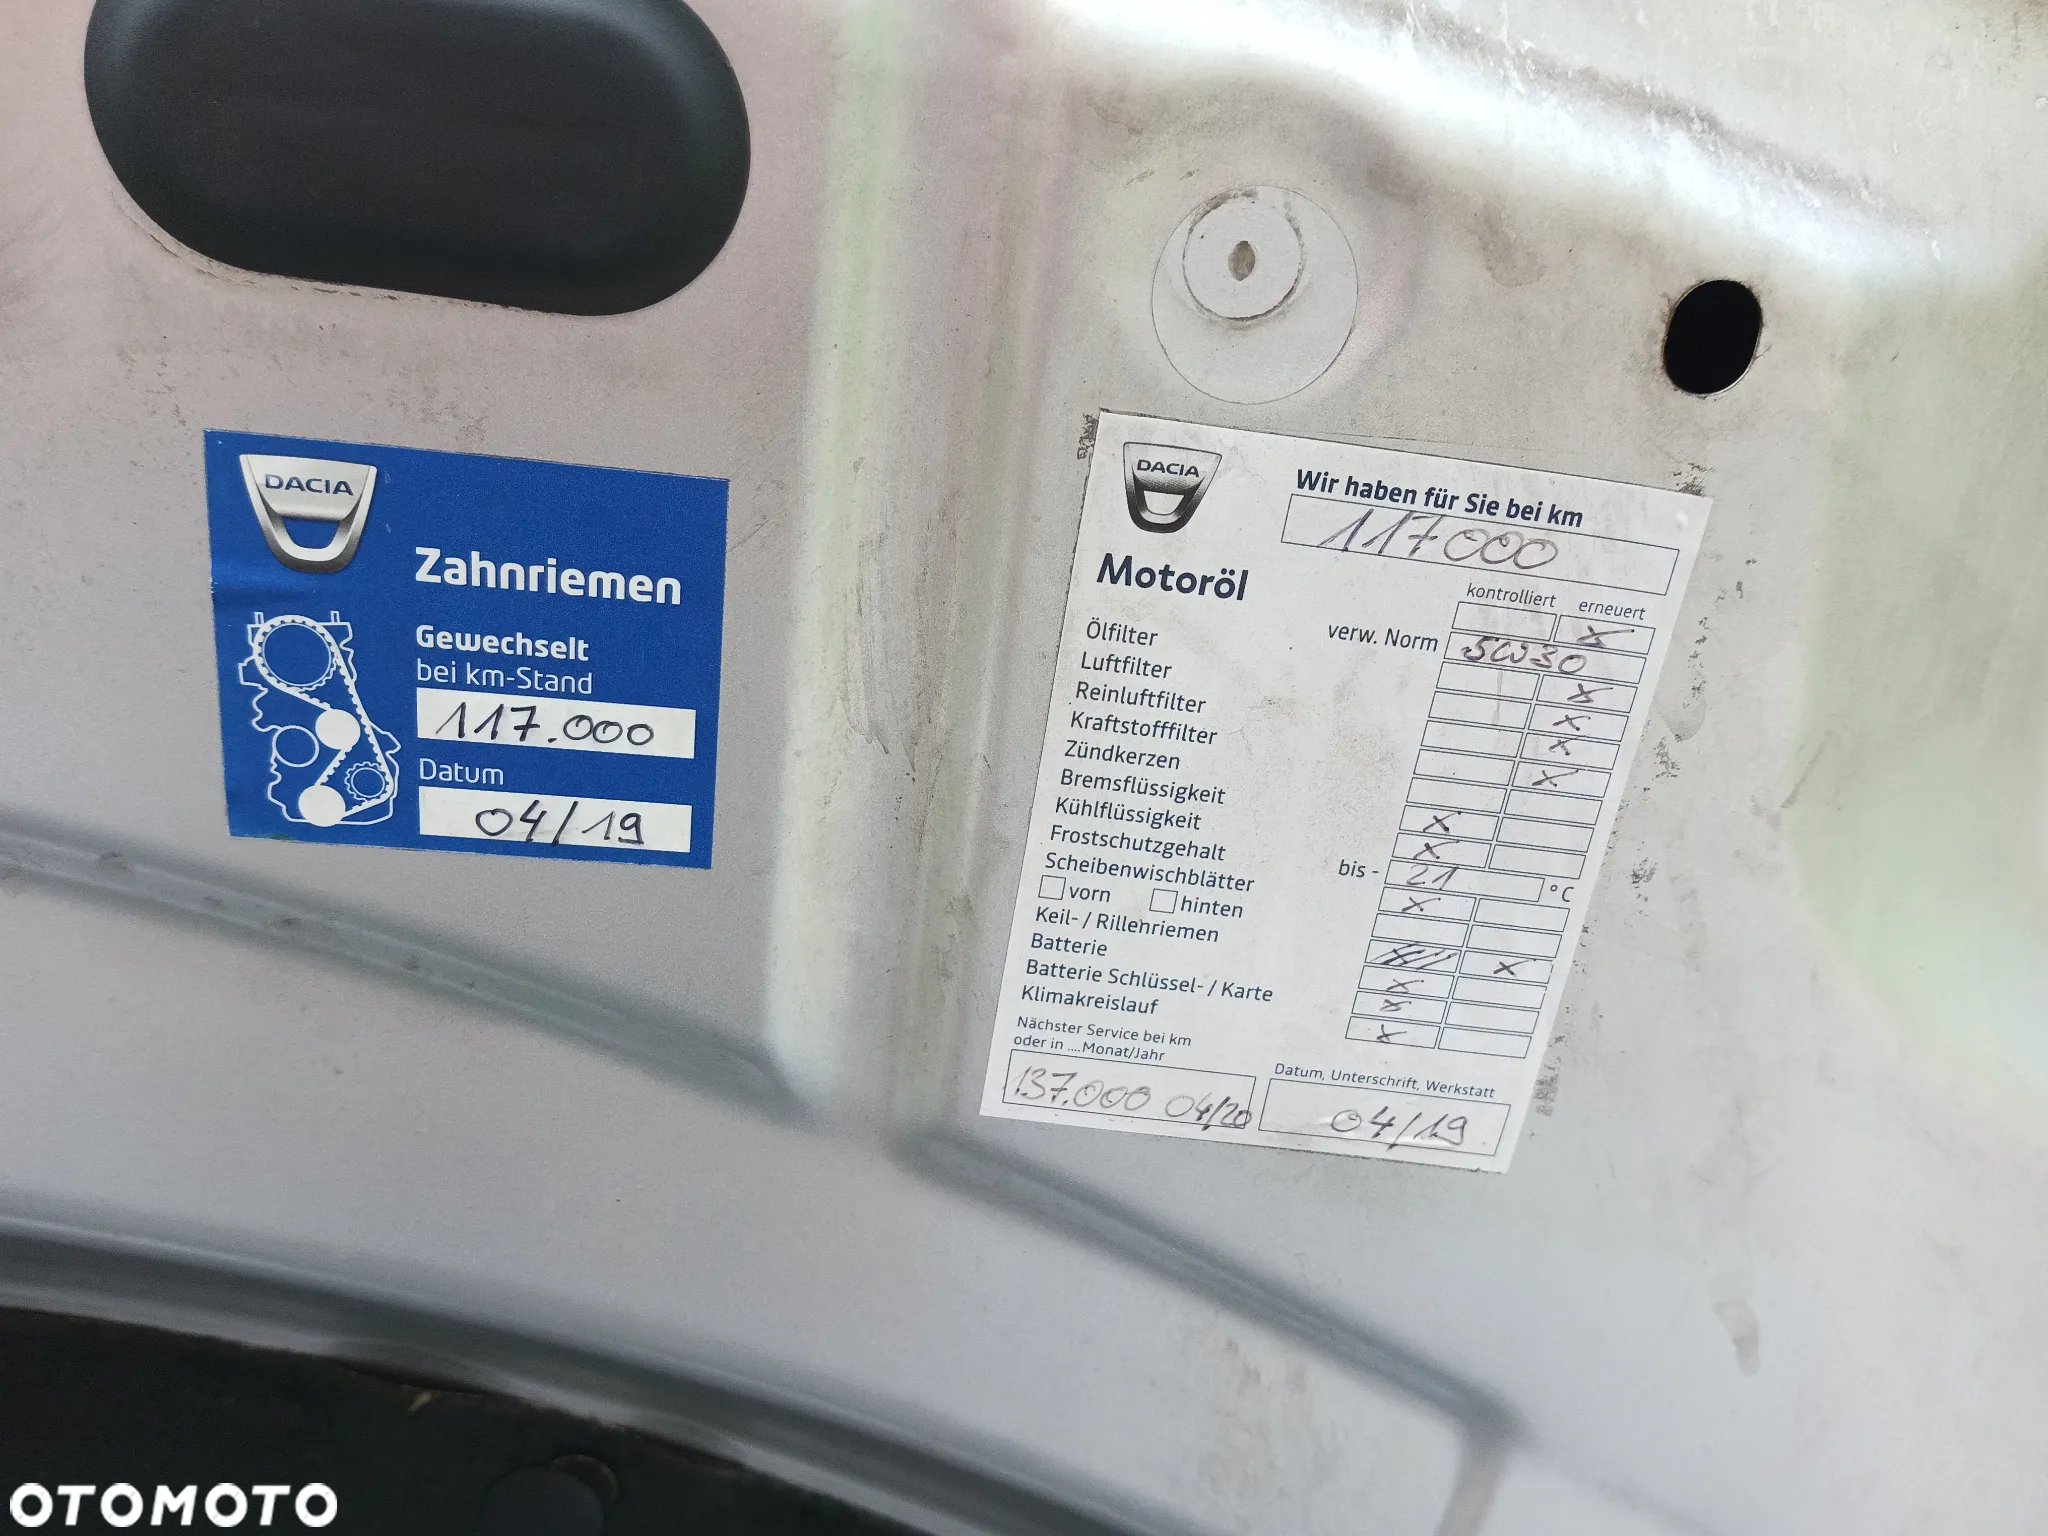 DACIA
Zahnriemen
Gewechselt
bei km-Stand
117.000
Datum
04/19
DACIA
Wir haben für Sie bei km
117000
Motoröl
kontrolliert erneuert
x
verw. Norm 5W30
Ölfilter x
Luftfilter x
Reinluftfilter x
Kraftstofffilter x
Zündkerzen
Bremsflüssigkeit x
Kühlflüssigkeit x
Frostschutzgehalt bis - 21 °C
Scheibenwischblätter x
vorn hinten
Keil- / Rillenriemen x
Batterie x
Batterie Schlüssel- / Karte x
Klimakreislauf x
Nächster Service bei km
oder in ....Monat/Jahr
137.000 04/20
Datum, Unterschrift, Werkstatt
04/19
OTOMOTO